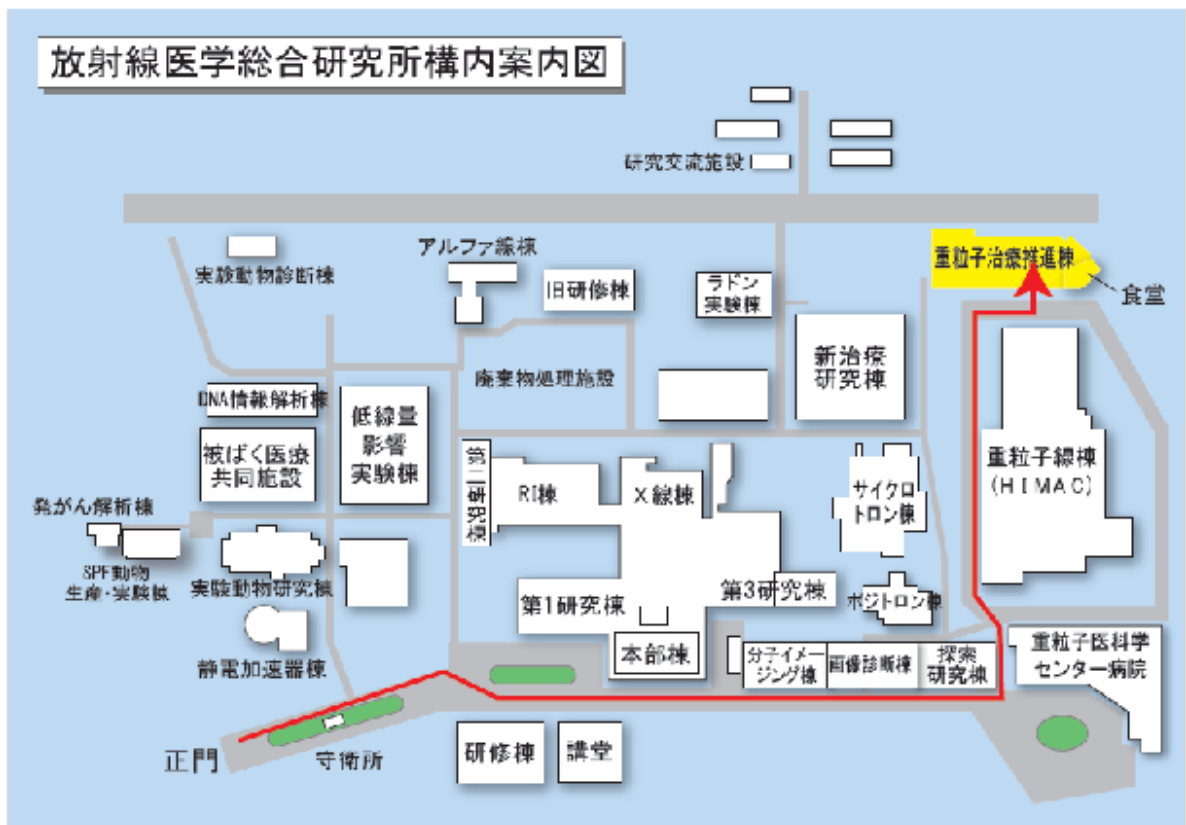 放射線医学総合研究所構内案内図
研究交流施設
実験動物診断棟
アルファ線棟
旧研修棟
ラドン
実験棟
重粒子治療推進棟
食堂
新治療
研究棟
廃棄物処理施設
DNA情報解析棟
低線量
影響
実験棟
被ばく医療
共同施設
第二研究棟
RI棟
X線棟
サイクロ
トロン棟
重粒子線棟
(HIMAC)
発がん解析棟
SPF動物
生産・実験棟
実験動物研究棟
第1研究棟
第3研究棟
ポジトロン棟
静電加速器棟
本部棟
分子イメー
ジング棟
画像診断棟
探索
研究棟
重粒子医科学
センター病院
正門
守衛所
研修棟
講堂